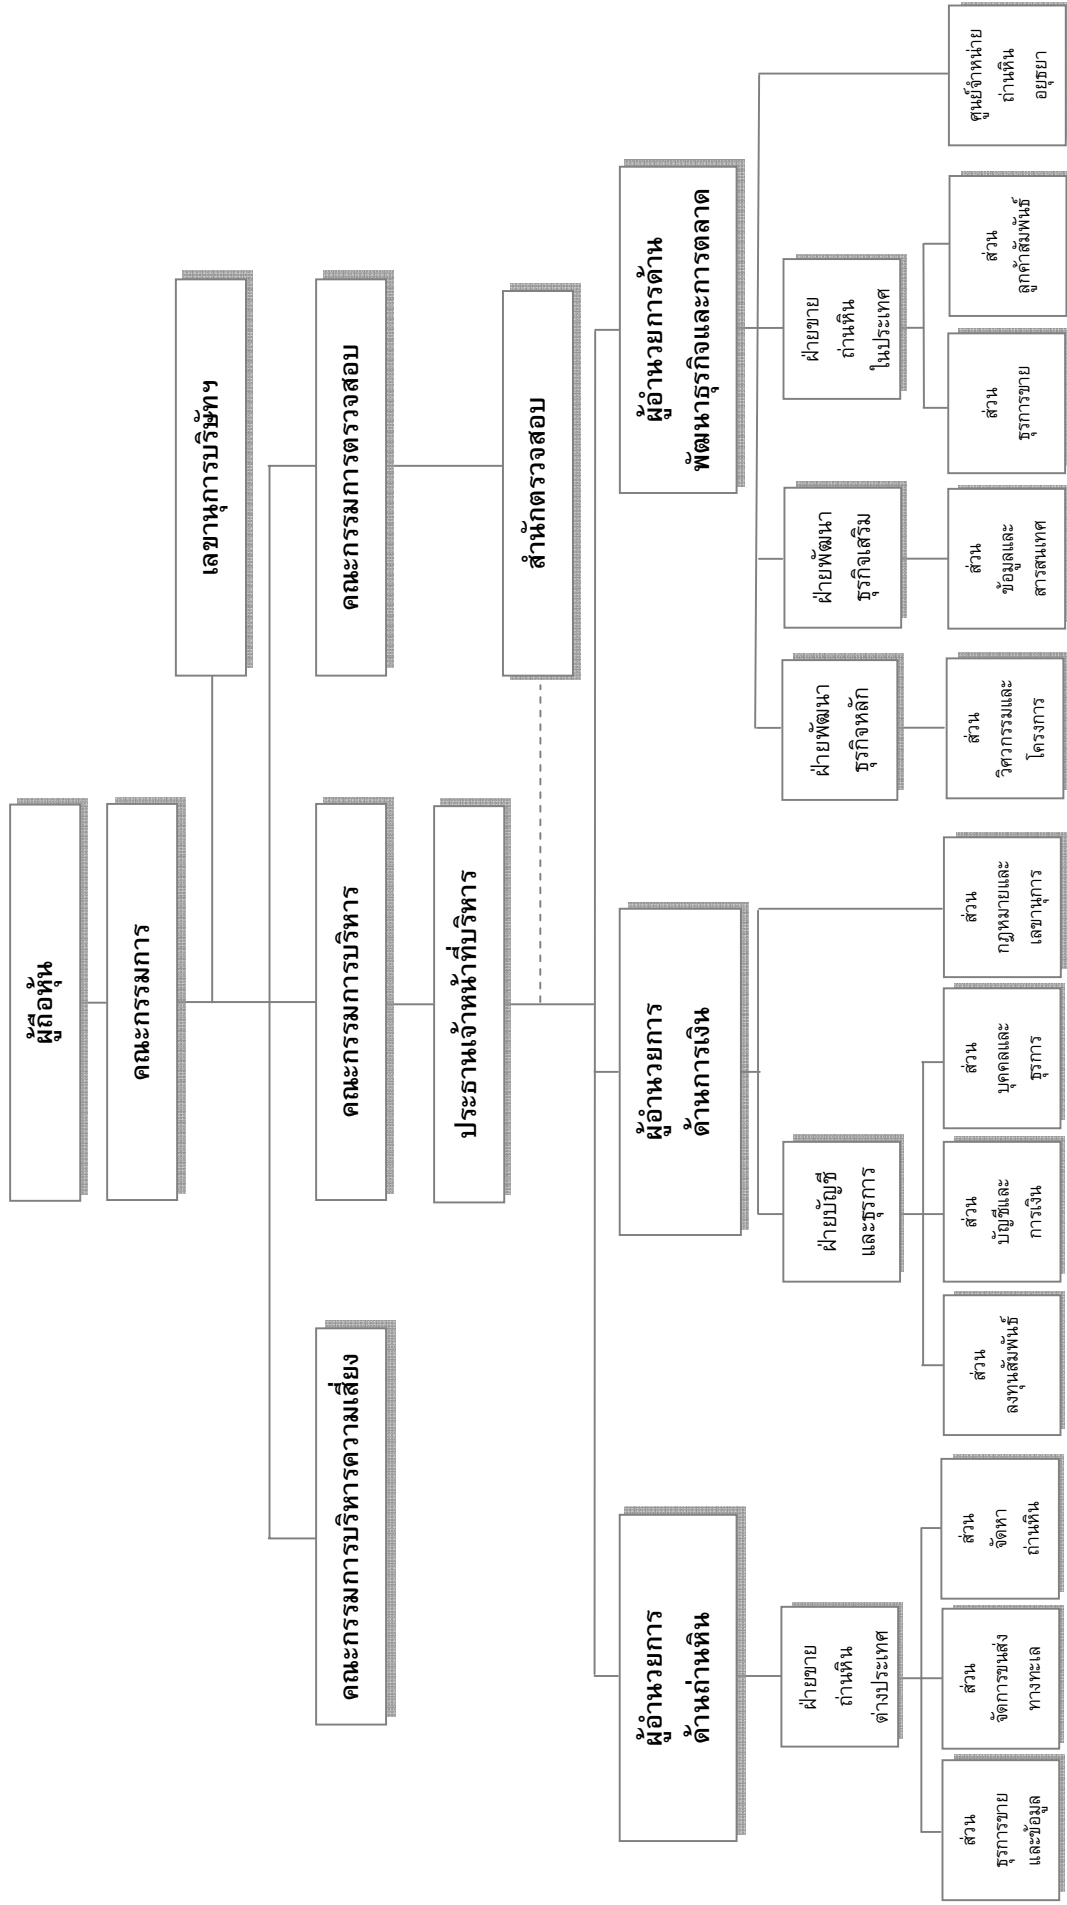 ผู้ถือหุ้น
คณะกรรมการ
เลขานุการบริษัทฯ
คณะกรรมการบริหารความเสี่ยง
คณะกรรมการบริหาร
คณะกรรมการตรวจสอบ
ประธานเจ้าหน้าที่บริหาร
สำนักตรวจสอบ
ผู้อำนวยการ
ด้านถ่านหิน
ผู้อำนวยการ
ด้านการเงิน
ผู้อำนวยการด้าน
พัฒนาธุรกิจและการตลาด
ฝ่ายขาย
ถ่านหิน
ต่างประเทศ
ฝ่ายบัญชี
และธุรการ
ฝ่ายพัฒนา
ธุรกิจหลัก
ฝ่ายพัฒนา
ธุรกิจเสริม
ฝ่ายขาย
ถ่านหิน
ในประเทศ
ส่วน
ธุรการขาย
และข้อมูล
ส่วน
จัดการขนส่ง
ทางทะเล
ส่วน
จัดหา
ถ่านหิน
ส่วน
ลงทุนสัมพันธ์
ส่วน
บัญชีและ
การเงิน
ส่วน
บุคคลและ
ธุรการ
ส่วน
กฎหมายและ
เลขานุการ
ส่วน
วิศวกรรมและ
โครงการ
ส่วน
ข้อมูลและ
สารสนเทศ
ส่วน
ธุรการขาย
ส่วน
ลูกค้าสัมพันธ์
ศูนย์จำหน่าย
ถ่านหิน
อยุธยา